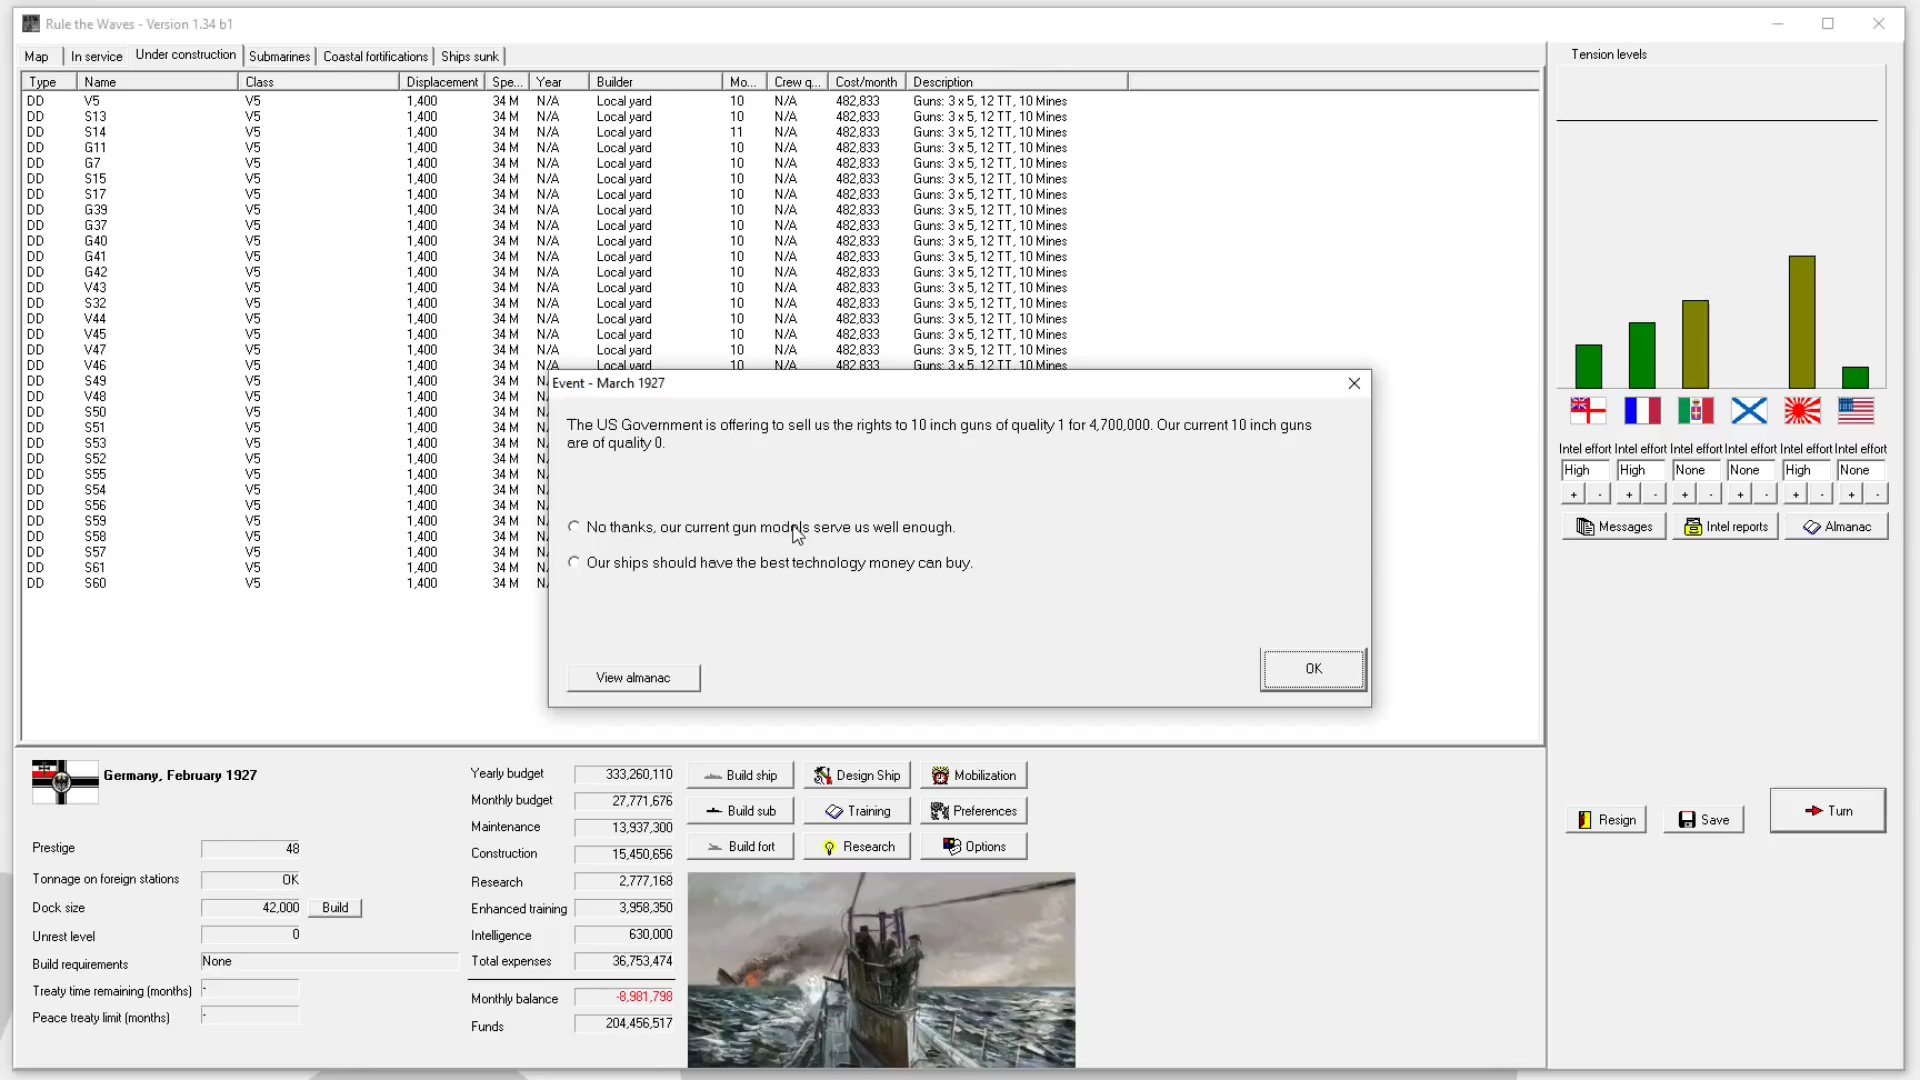 Rule the Waves - Version 1.34 b1
Map In service Under construction Submarines Coastal fortifications Ships sunk
Type Name Class Displacement Spe... Year Builder Mo... Crew q... Cost/month Description
DD V5 V5 1,400 34 M N/A Local yard 10 N/A 482,833 Guns: 3 x 5, 12 TT, 10 Mines
DD S13 V5 1,400 34 M N/A Local yard 10 N/A 482,833 Guns: 3 x 5, 12 TT, 10 Mines
DD S14 V5 1,400 34 M N/A Local yard 11 N/A 482,833 Guns: 3 x 5, 12 TT, 10 Mines
DD G11 V5 1,400 34 M N/A Local yard 10 N/A 482,833 Guns: 3 x 5, 12 TT, 10 Mines
DD G7 V5 1,400 34 M N/A Local yard 10 N/A 482,833 Guns: 3 x 5, 12 TT, 10 Mines
DD S15 V5 1,400 34 M N/A Local yard 10 N/A 482,833 Guns: 3 x 5, 12 TT, 10 Mines
DD S17 V5 1,400 34 M N/A Local yard 10 N/A 482,833 Guns: 3 x 5, 12 TT, 10 Mines
DD G39 V5 1,400 34 M N/A Local yard 10 N/A 482,833 Guns: 3 x 5, 12 TT, 10 Mines
DD G37 V5 1,400 34 M N/A Local yard 10 N/A 482,833 Guns: 3 x 5, 12 TT, 10 Mines
DD G40 V5 1,400 34 M N/A Local yard 10 N/A 482,833 Guns: 3 x 5, 12 TT, 10 Mines
DD G41 V5 1,400 34 M N/A Local yard 10 N/A 482,833 Guns: 3 x 5, 12 TT, 10 Mines
DD G42 V5 1,400 34 M N/A Local yard 10 N/A 482,833 Guns: 3 x 5, 12 TT, 10 Mines
DD V43 V5 1,400 34 M N/A Local yard 10 N/A 482,833 Guns: 3 x 5, 12 TT, 10 Mines
DD S32 V5 1,400 34 M N/A Local yard 10 N/A 482,833 Guns: 3 x 5, 12 TT, 10 Mines
DD V44 V5 1,400 34 M N/A Local yard 10 N/A 482,833 Guns: 3 x 5, 12 TT, 10 Mines
DD V45 V5 1,400 34 M N/A Local yard 10 N/A 482,833 Guns: 3 x 5, 12 TT, 10 Mines
DD V47 V5 1,400 34 M N/A Local yard 10 N/A 482,833 Guns: 3 x 5, 12 TT, 10 Mines
DD V46 V5 1,400 34 M N/A Local yard 10 N/A 482,833 Guns: 3 x 5, 12 TT, 10 Mines
DD S49 V5 1,400 34 M N/
DD V48 V5 1,400 34 M N/
DD S50 V5 1,400 34 M N/
DD S51 V5 1,400 34 M N/
DD S53 V5 1,400 34 M N/
DD S52 V5 1,400 34 M N/
DD S55 V5 1,400 34 M N/
DD S54 V5 1,400 34 M N/
DD S56 V5 1,400 34 M N/
DD S59 V5 1,400 34 M N/
DD S58 V5 1,400 34 M N/
DD S57 V5 1,400 34 M N/
DD S61 V5 1,400 34 M N/
DD S60 V5 1,400 34 M N/
Event - March 1927
The US Government is offering to sell us the rights to 10 inch guns of quality 1 for 4,700,000. Our current 10 inch guns
are of quality 0.
No thanks, our current gun models serve us well enough.
Our ships should have the best technology money can buy.
View almanac
OK
Tension levels
Intel effort Intel effort Intel effort Intel effort Intel effort Intel effort
High High None None High None
+ - + - + - + - + - + -
Messages Intel reports Almanac
Resign Save Turn
Germany, February 1927
Prestige 48
Tonnage on foreign stations OK
Dock size 42,000 Build
Unrest level 0
Build requirements None
Treaty time remaining (months) -
Peace treaty limit (months) -
Yearly budget 333,260,110
Monthly budget 27,771,676
Maintenance 13,937,300
Construction 15,450,656
Research 2,777,168
Enhanced training 3,958,350
Intelligence 630,000
Total expenses 36,753,474
Monthly balance -8,981,798
Funds 204,456,517
Build ship Design Ship Mobilization
Build sub Training Preferences
Build fort Research Options